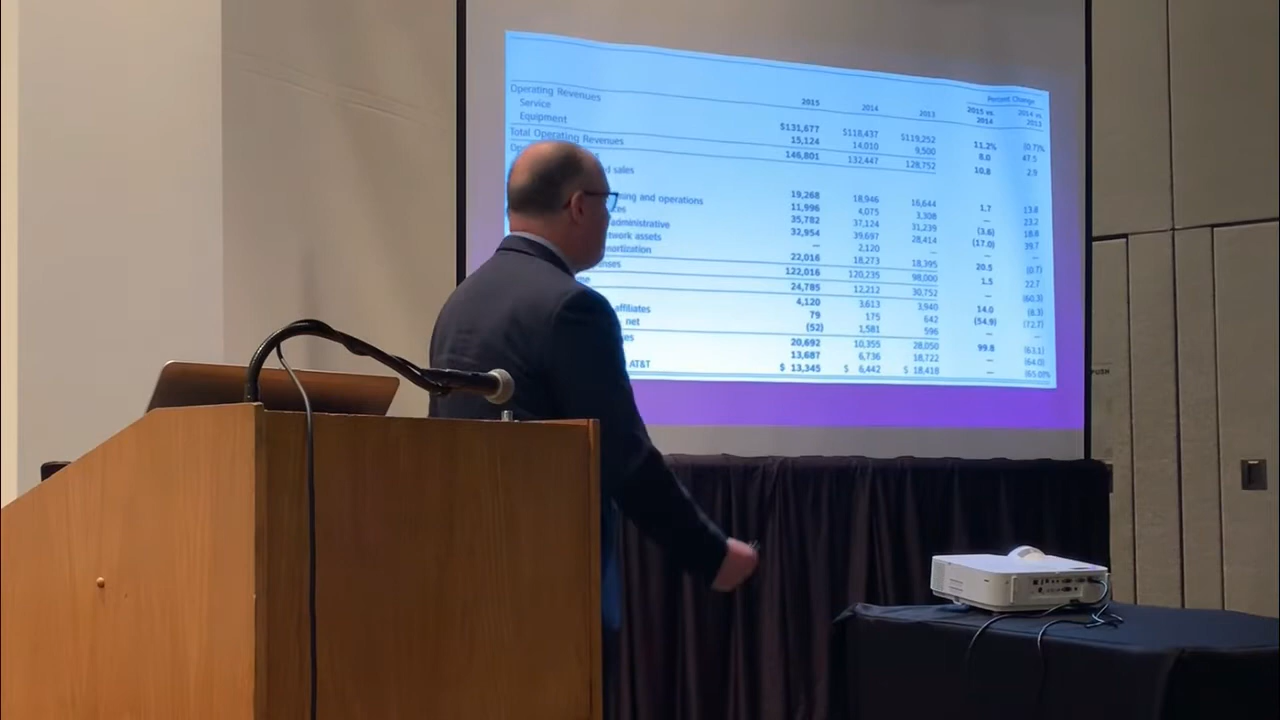 Percent Change
2015 2014 2013 2015 vs. 2014 2014 vs. 2013
Operating Revenues
Service $131,677 $118,437 $119,252 11.2% (0.7)%
Equipment 15,124 14,010 9,500 8.0 47.5
Total Operating Revenues 146,801 132,447 128,752 10.8 2.9
sales 19,268 18,946 16,644 1.7 13.8
and operations 11,996 4,075 3,308 — 23.2
administrative 35,782 37,124 31,239 (3.6) 18.8
assets 32,954 39,697 28,414 (17.0) 39.7
— 2,120 — — —
22,016 18,273 18,395 20.5 (0.7)
122,016 120,235 98,000 1.5 22.7
24,785 12,212 30,752 — (60.3)
4,120 3,613 3,940 14.0 (8.3)
affiliates 79 175 642 (54.9) (72.7)
net (52) 1,581 596 — —
20,692 10,355 28,050 99.8 (63.1)
13,687 6,736 18,722 — (64.0)
AT&T $ 13,345 $ 6,442 $ 18,418 — (65.0)%
PUSH